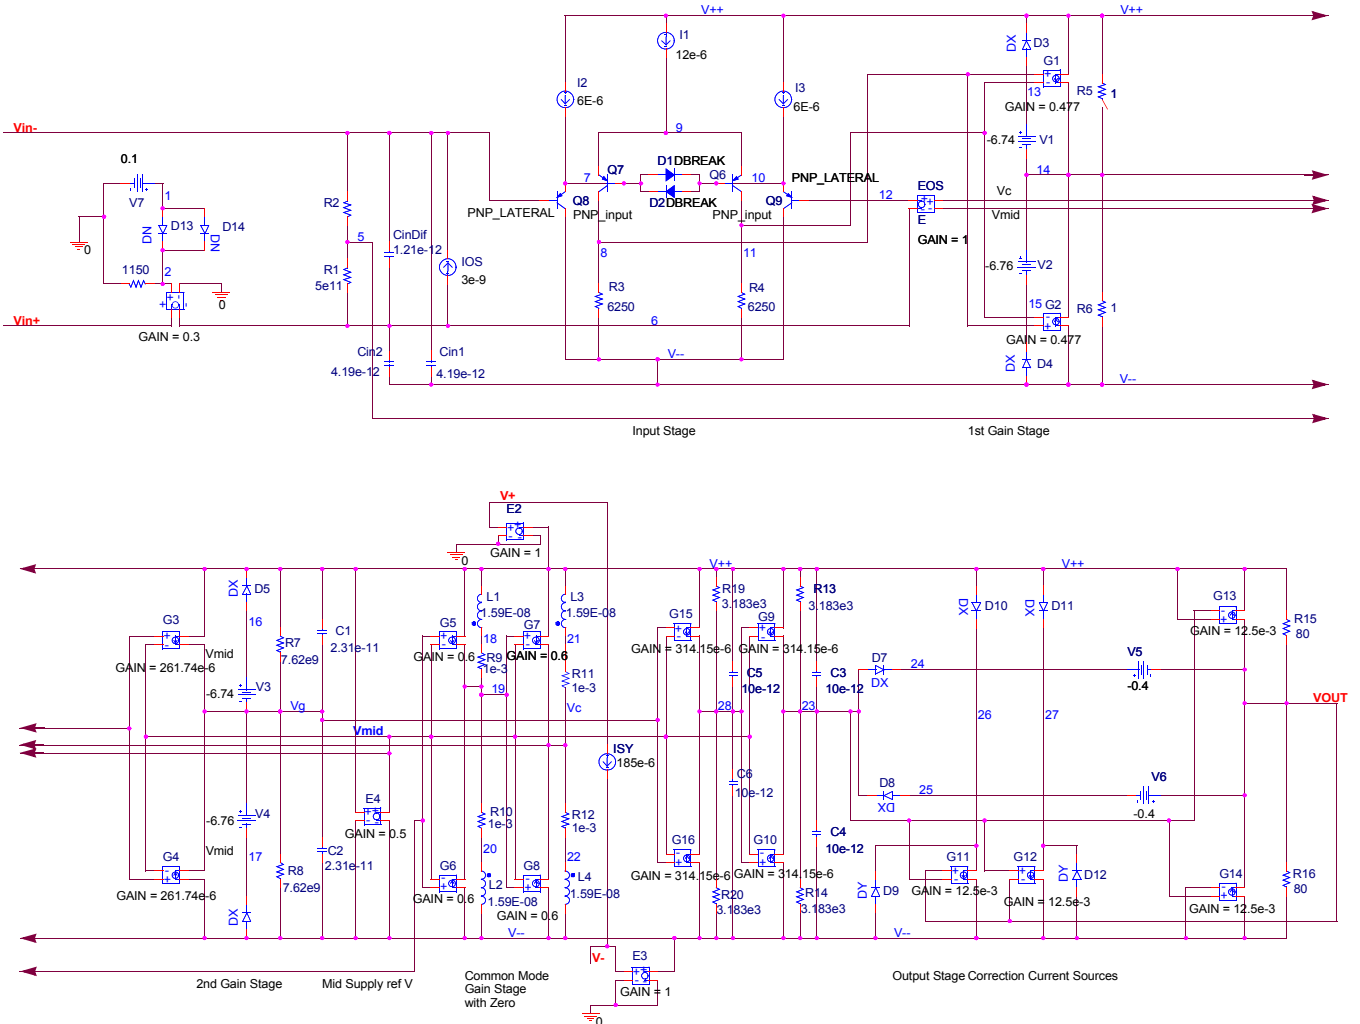 V++
V++
I1
12e-6
DX
D3
G1
13
GAIN = 0.477
R5
1
I2
6E-6
I3
6E-6
Vin-
9
-6.74
V1
0.1
V7
1
D1DBREAK
Q7
7
Q6
10
PNP_LATERAL
14
D2DBREAK
12
EOS
Vc
PNP_LATERAL
Q8
PNP_input
PNP_input
Q9
E
Vmid
GAIN = 1
DN
D13
D14
DN
0
R2
5
CinDif
1.21e-12
8
11
1150
2
R1
5e11
IOS
3e-9
-6.76
V2
0
R3
6250
R4
6250
15
G2
R6
1
Vin+
GAIN = 0.3
6
GAIN = 0.477
Cin2
4.19e-12
Cin1
4.19e-12
V--
DX
D4
V--
Input Stage
1st Gain Stage
V+
E2
0
GAIN = 1
V++
V++
DX
D5
16
L1
1.59E-08
L3
1.59E-08
R19
3.183e3
R13
3.183e3
DX
D10
DX
D11
G13
GAIN = 12.5e-3
R15
80
G3
GAIN = 261.74e-6
Vmid
R7
7.62e9
C1
2.31e-11
G5
GAIN = 0.6
18
G7
GAIN = 0.6
21
G15
GAIN = 314.15e-6
G9
GAIN = 314.15e-6
R9
1e-3
R11
1e-3
19
C5
10e-12
C3
10e-12
D7
DX
24
V5
-0.4
-6.74
V3
Vg
Vc
28
23
26
27
VOUT
Vmid
ISY
185e-6
C6
10e-12
D8
DX
25
V6
-0.4
-6.76
V4
E4
GAIN = 0.5
R10
1e-3
R12
1e-3
17
Vmid
C2
2.31e-11
20
22
G16
GAIN = 314.15e-6
G10
GAIN = 314.15e-6
C4
10e-12
G4
GAIN = 261.74e-6
R8
7.62e9
G6
GAIN = 0.6
L2
1.59E-08
G8
GAIN = 0.6
L4
1.59E-08
R20
3.183e3
R14
3.183e3
DY
D9
G11
GAIN = 12.5e-3
G12
GAIN = 12.5e-3
DY
D12
G14
GAIN = 12.5e-3
R16
80
DX
V--
V--
V-
E3
GAIN = 1
0
2nd Gain Stage
Mid Supply ref V
Common Mode
Gain Stage
with Zero
Output Stage Correction Current Sources